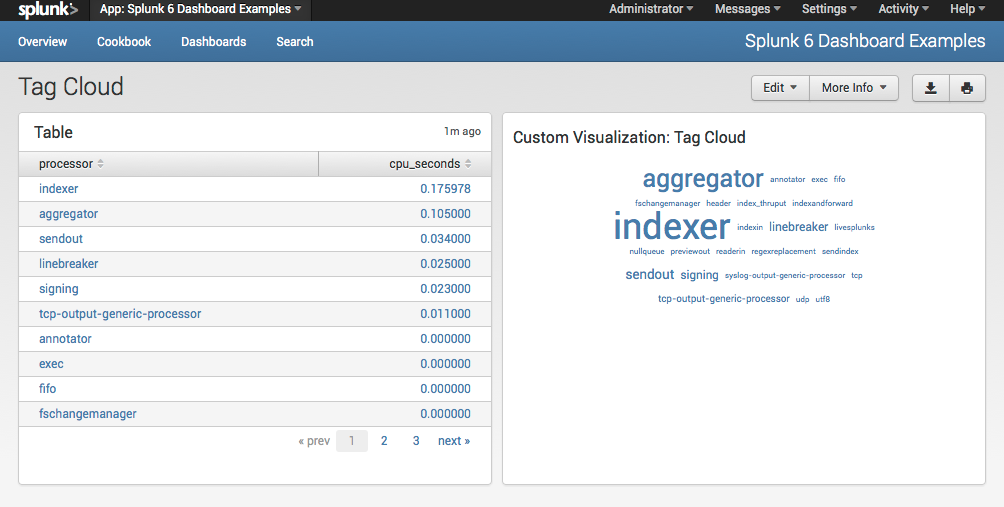 splunk> App: Splunk 6 Dashboard Examples Administrator Messages Settings Activity Help
Overview Cookbook Dashboards Search Splunk 6 Dashboard Examples
Tag Cloud Edit More Info
Table 1m ago
processor cpu_seconds
indexer 0.175978
aggregator 0.105000
sendout 0.034000
linebreaker 0.025000
signing 0.023000
tcp-output-generic-processor 0.011000
annotator 0.000000
exec 0.000000
fifo 0.000000
fschangemanager 0.000000
« prev 1 2 3 next »
Custom Visualization: Tag Cloud
aggregator annotator exec fifo
fschangemanager header index_thruput indexandforward
indexer indexin linebreaker livesplunks
nullqueue previewout readerin regexreplacement sendindex
sendout signing syslog-output-generic-processor tcp
tcp-output-generic-processor udp utf8